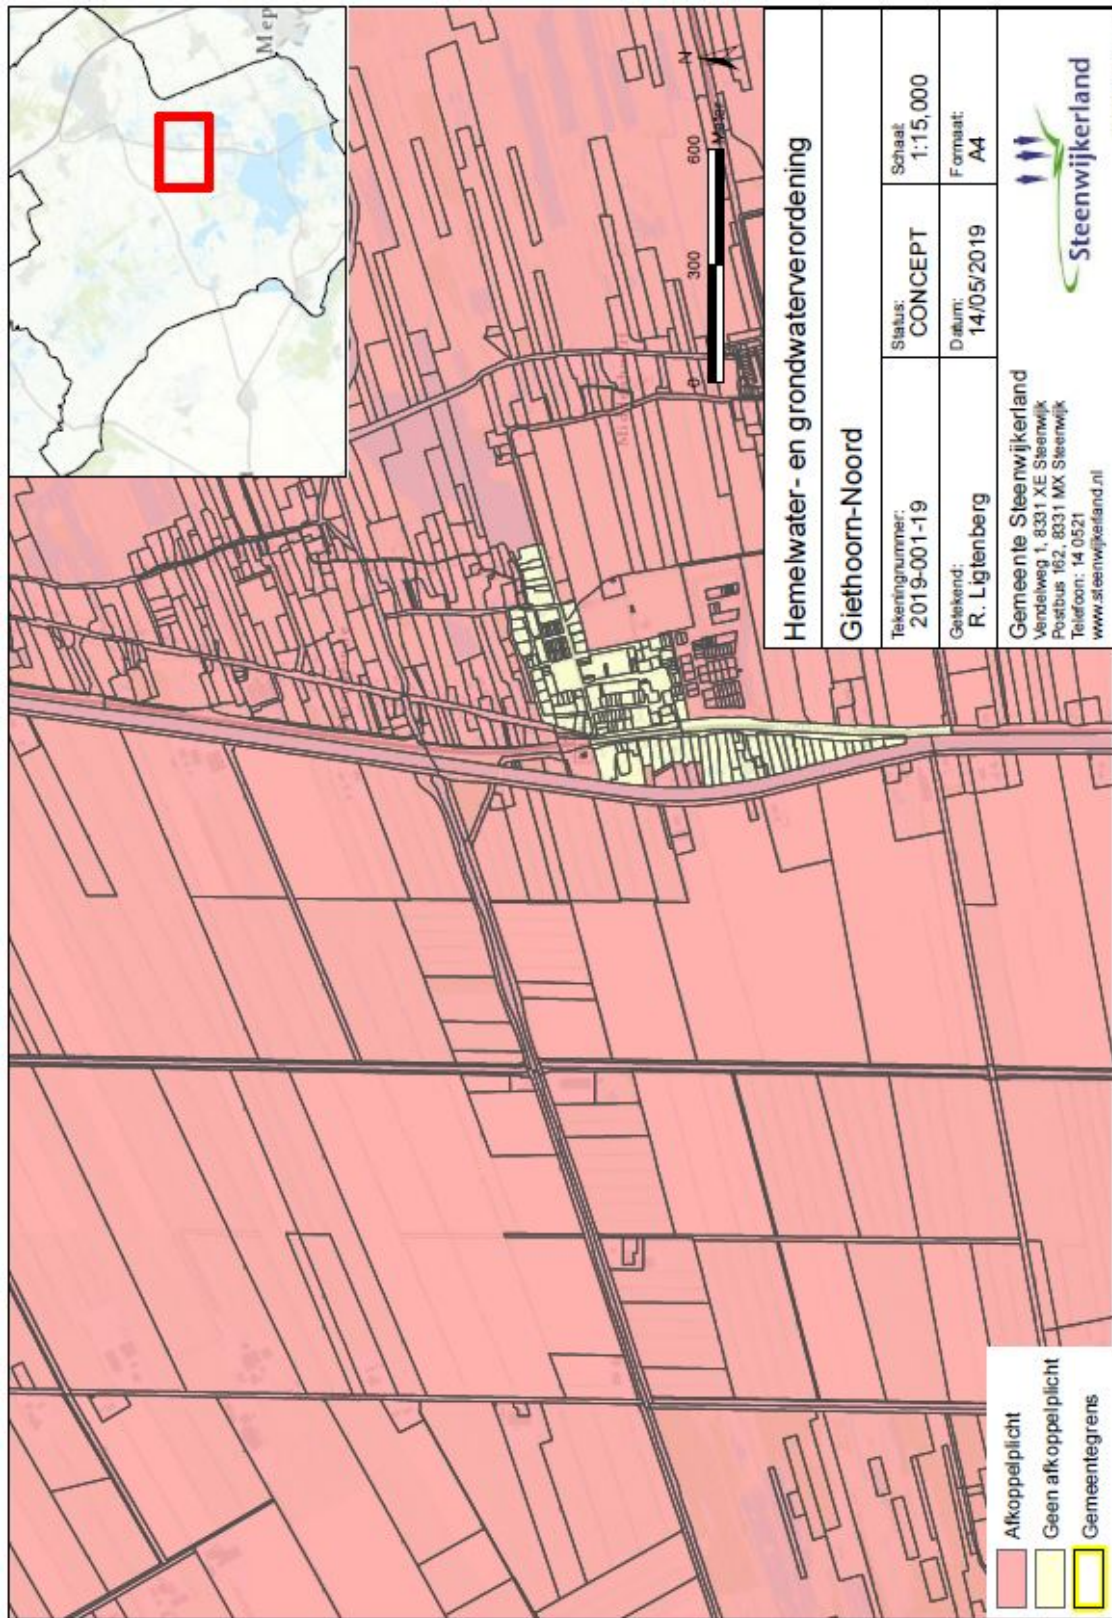 Mep
N
0 300 600
Meter
Hemelwater- en grondwaterverordening
Giethoorn-Noord
Tekeningnummer:
2019-001-19
Status:
CONCEPT
Schaal:
1:15,000
Getekend:
R. Ligtenberg
Datum:
14/05/2019
Formaat:
A4
Gemeente Steenwijkerland
Vendelweg 1, 8331 XE Steenwijk
Postbus 162, 8331 MX Steenwijk
Telefoon: 14 0521
www.steenwijkerland.nl
Steenwijkerland
Afkoppelplicht
Geen afkoppelplicht
Gemeentegrens